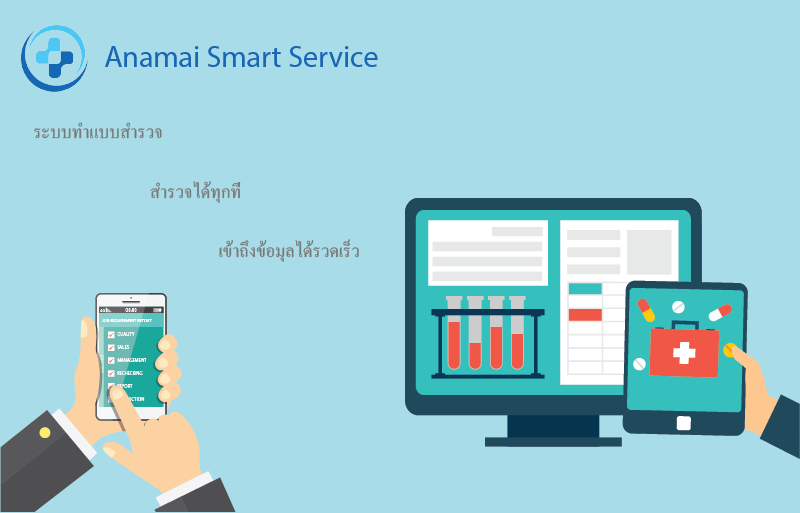 Anamai Smart Service
ระบบทำแบบสำรวจ
สำรวจได้ทุกที่
เข้าถึงข้อมูลได้รวดเร็ว
QUALITY
SALES
MANAGEMENT
RECHECKING